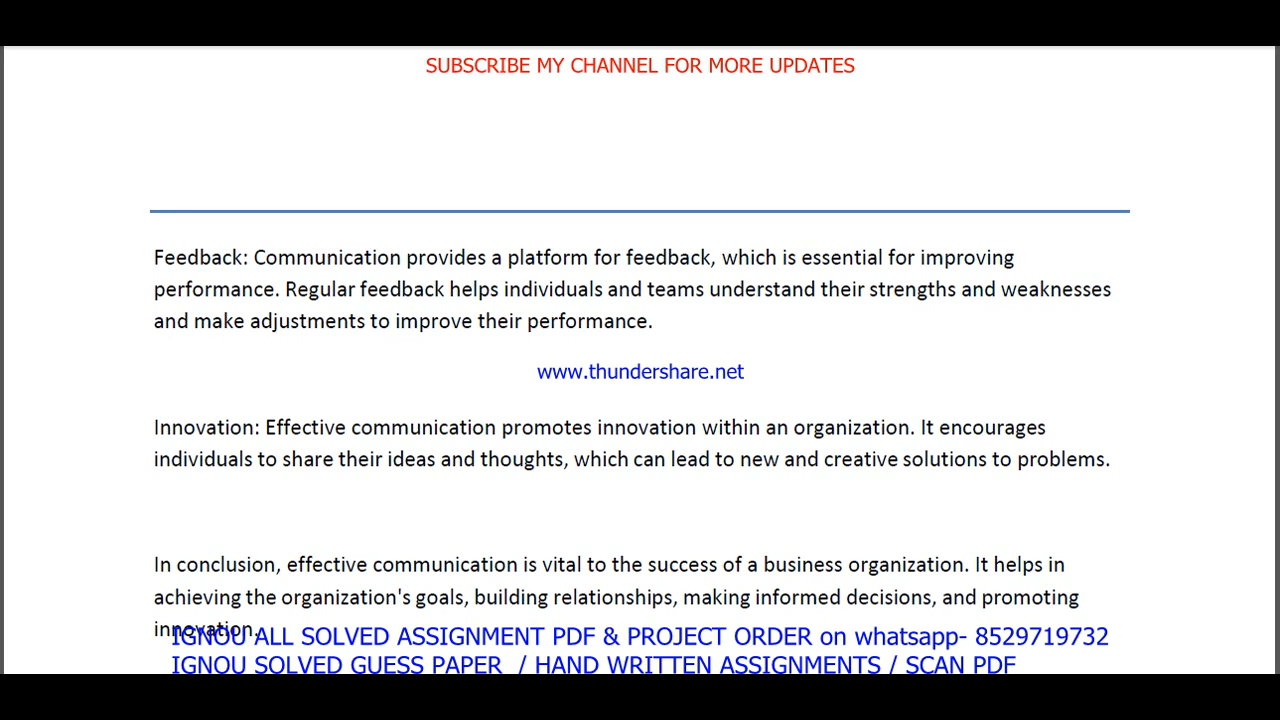 SUBSCRIBE MY CHANNEL FOR MORE UPDATES
Feedback: Communication provides a platform for feedback, which is essential for improving
performance. Regular feedback helps individuals and teams understand their strengths and weaknesses
and make adjustments to improve their performance.
www.thundershare.net
Innovation: Effective communication promotes innovation within an organization. It encourages
individuals to share their ideas and thoughts, which can lead to new and creative solutions to problems.
In conclusion, effective communication is vital to the success of a business organization. It helps in
achieving the organization's goals, building relationships, making informed decisions, and promoting
innovation.
IGNOU ALL SOLVED ASSIGNMENT PDF & PROJECT ORDER on whatsapp- 8529719732
IGNOU SOLVED GUESS PAPER / HAND WRITTEN ASSIGNMENTS / SCAN PDF